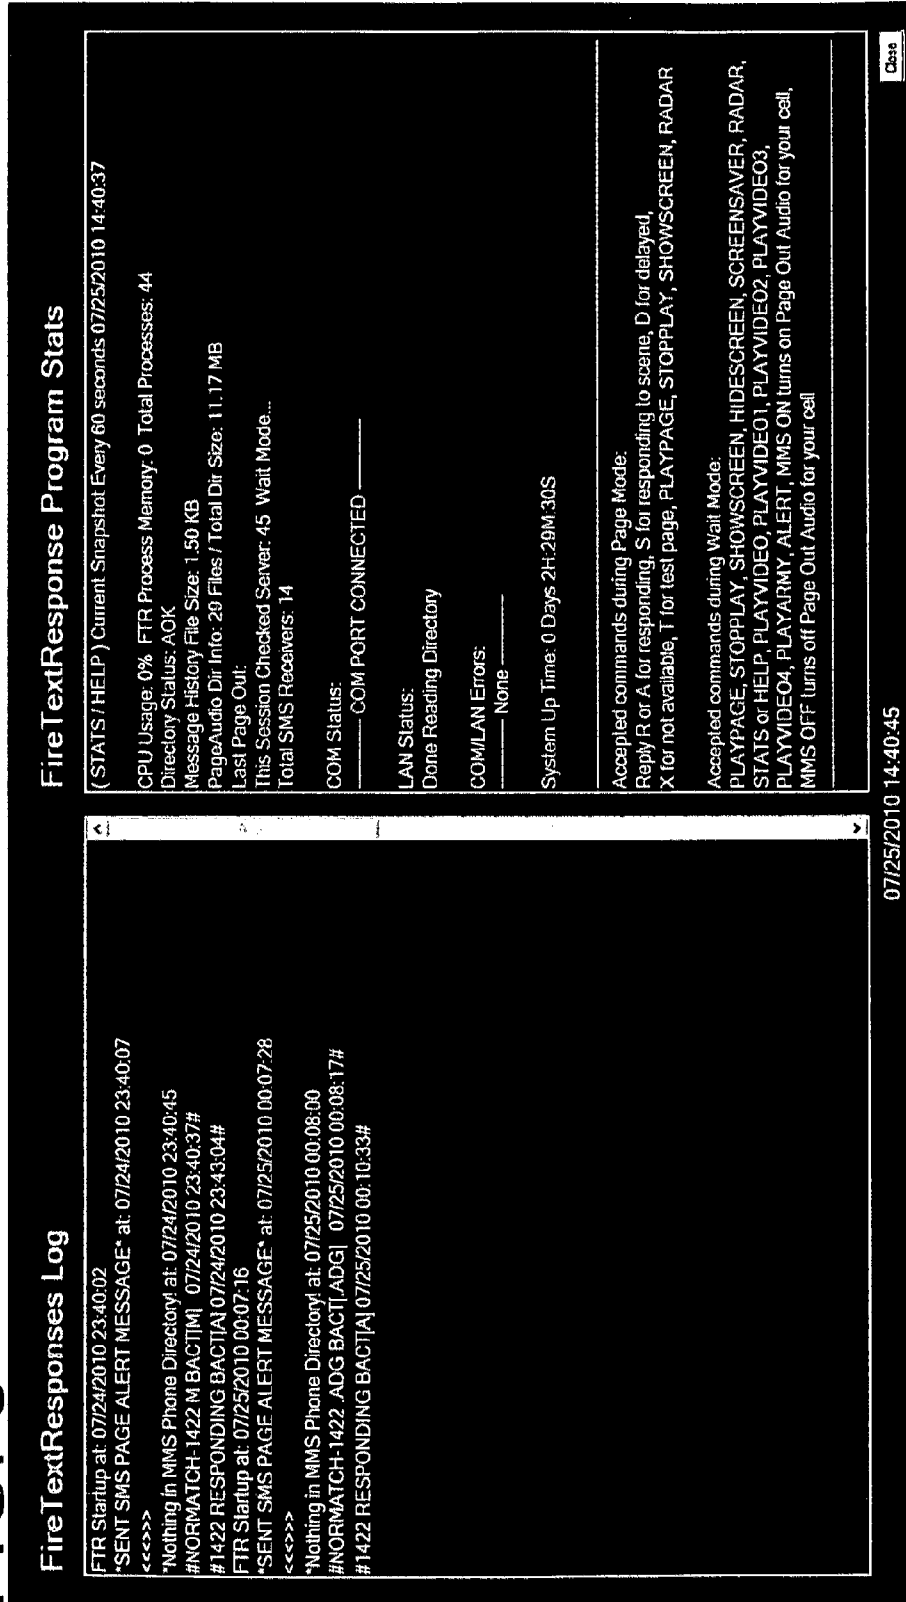 FireTextResponses Log
FTR Startup at: 07/24/2010 23:40:02
*SENT SMS PAGE ALERT MESSAGE* at: 07/24/2010 23:40:07
<<<>>>
*Nothing in MMS Phone Directory! at: 07/24/2010 23:40:45
#NORMATCH-1422 M BACT[M] 07/24/2010 23:40:37#
#1422 RESPONDING BACT[A] 07/24/2010 23:43:04#
FTR Startup at: 07/25/2010 00:07:16
*SENT SMS PAGE ALERT MESSAGE* at: 07/25/2010 00:07:28
<<<>>>
*Nothing in MMS Phone Directory! at: 07/25/2010 00:08:00
#NORMATCH-1422 .ADG BACT[.ADG] 07/25/2010 00:08:17#
#1422 RESPONDING BACT[A] 07/25/2010 00:10:33#
FireTextResponse Program Stats
( STATS / HELP ) Current Snapshot Every 60 seconds 07/25/2010 14:40:37
CPU Usage: 0% FTR Process Memory: 0 Total Processes: 44
Directory Status: AOK
Message History File Size: 1.50 KB
PageAudio Dir Info: 29 Files / Total Dir Size: 11.17 MB
Last Page Out:
This Session Checked Server: 45 Wait Mode...
Total SMS Receivers: 14
COM Status:
---------- COM PORT CONNECTED ----------
LAN Status:
Done Reading Directory
COM/LAN Errors:
---------- None ----------
System Up Time: 0 Days 2H:29M:30S
Accepted commands during Page Mode:
Reply R or A for responding, S for responding to scene, D for delayed,
X for not available, T for test page, PLAYPAGE, STOPPLAY, SHOWSCREEN, RADAR
Accepted commands during Wait Mode:
PLAYPAGE, STOPPLAY, SHOWSCREEN, HIDESCREEN, SCREENSAVER, RADAR,
STATS or HELP, PLAYVIDEO, PLAYVIDEO1, PLAYVIDEO2, PLAYVIDEO3,
PLAYVIDEO4, PLAYARMY, ALERT, MMS ON turns on Page Out Audio for your cell,
MMS OFF turns off Page Out Audio for your cell
07/25/2010 14:40:45
Close